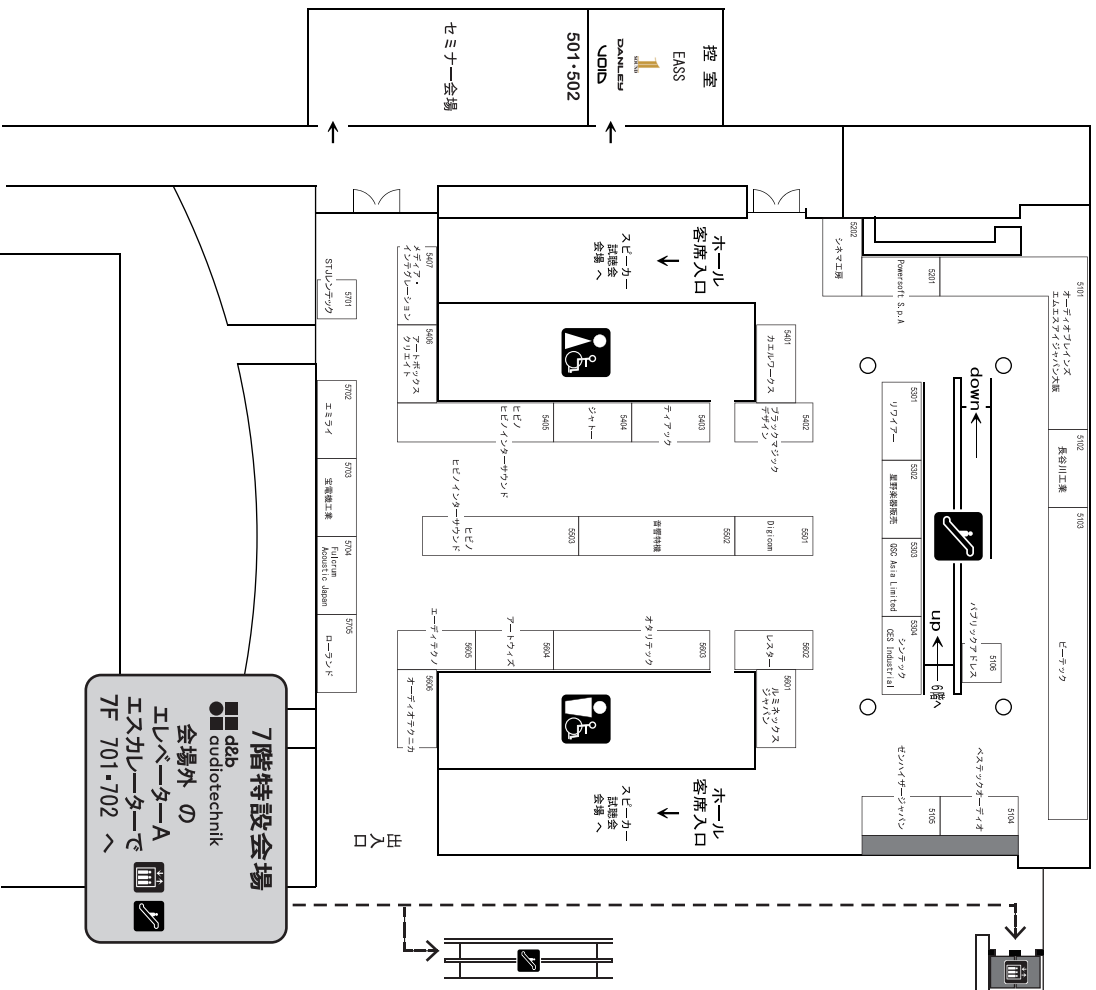 控室
EASS
SOUND
DANLEY
VOID
501・502
セミナー会場
ホール
客席入口
スピーカー
試聴会
会場 へ
5407
メディア・
インテグレーション
5406
アートボックス
クリエイト
5701
STJレンテック
5702
エミライ
5703
宝電機工業
5704
Fulcrum
Acoustic Japan
5705
ローランド
5202
シネマ工房
5201
Powersoft S.p.A
5101
オーディオブレインズ
エムエスアイジャパン大阪
5102
長谷川工業
5103
ビーテック
5401
カエルワークス
5402
ブラックマジック
デザイン
5403
ティアック
5404
ジャトー
5405
ヒビノ
ヒビノインターサウンド
5301
リワイアー
5302
星野楽器販売
5303
QSC Asia Limited
5304
シンテック
CES Industrial
down
up
6階へ
5106
パブリックアドレス
5501
Digicom
5502
音響特機
5503
ヒビノ
ヒビノインターサウンド
5602
レスター
5603
オタリテック
5604
アートウィズ
5605
エーディテクノ
5606
オーディオテクニカ
5601
ルミネックス
ジャパン
5104
ベステックオーディオ
5105
ゼンハイザージャパン
ホール
客席入口
スピーカー
試聴会
会場 へ
出入口
7階特設会場
d&b
audiotechnik
会場外 の
エレベーターA
エスカレーターで
7F 701・702 へ